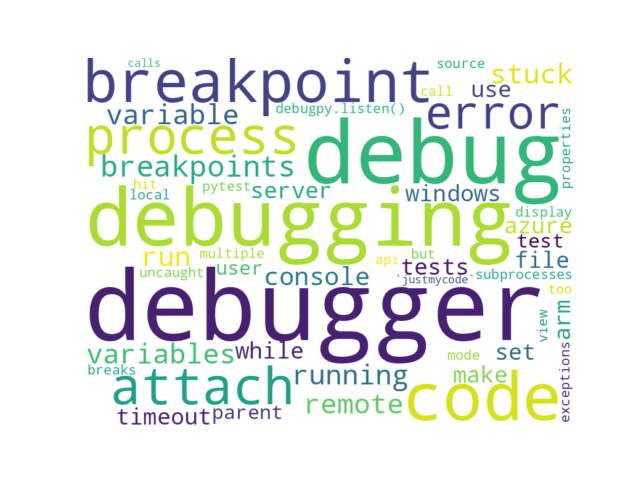 calls
source
breakpoint
stuck
call
use
variable
debugpy.listen()
error
process
debug
properties
breakpoints
hit
local
pytest
server
windows
debugging
display
azure
test
run
multiple
but
api
file
uncaught
user
console
tests
`justmycode`
subprocesses
debugger
too
arm
view
variables
while
mode
set
exceptions
breaks
attach
running
make
code
timeout
parent
remote